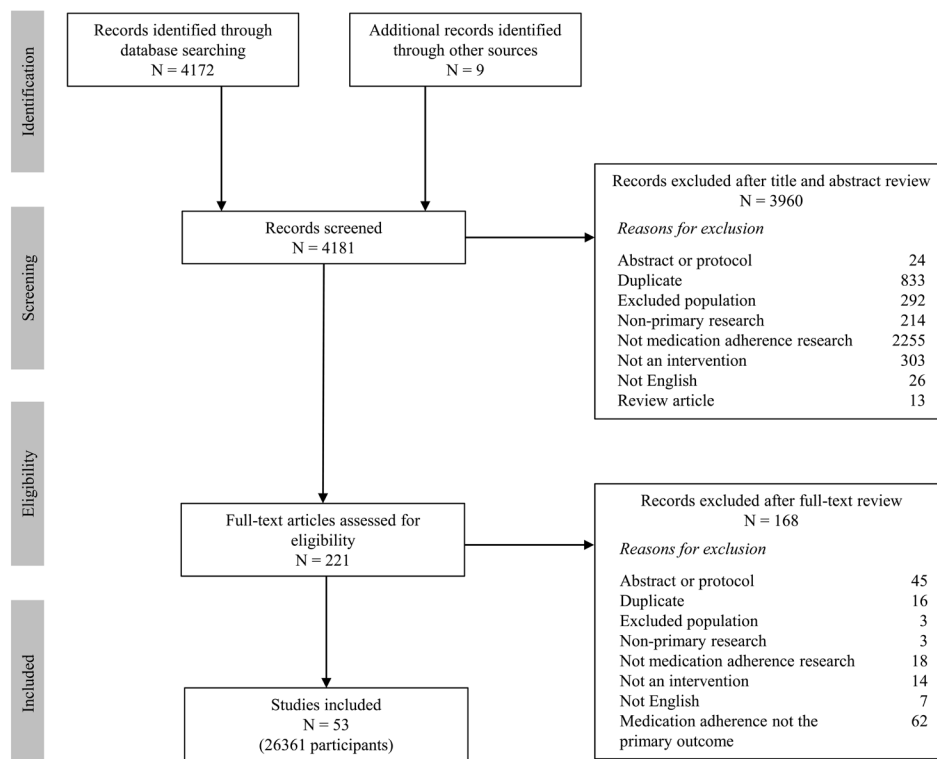 Identification
Records identified through
database searching
N = 4172
Additional records identified
through other sources
N = 9
Screening
Records screened
N = 4181
Records excluded after title and abstract review
N = 3960
Reasons for exclusion
Abstract or protocol 24
Duplicate 833
Excluded population 292
Non-primary research 214
Not medication adherence research 2255
Not an intervention 303
Not English 26
Review article 13
Eligibility
Full-text articles assessed for
eligibility
N = 221
Records excluded after full-text review
N = 168
Reasons for exclusion
Abstract or protocol 45
Duplicate 16
Excluded population 3
Non-primary research 3
Not medication adherence research 18
Not an intervention 14
Not English 7
Medication adherence not the 62
primary outcome
Included
Studies included
N = 53
(26361 participants)